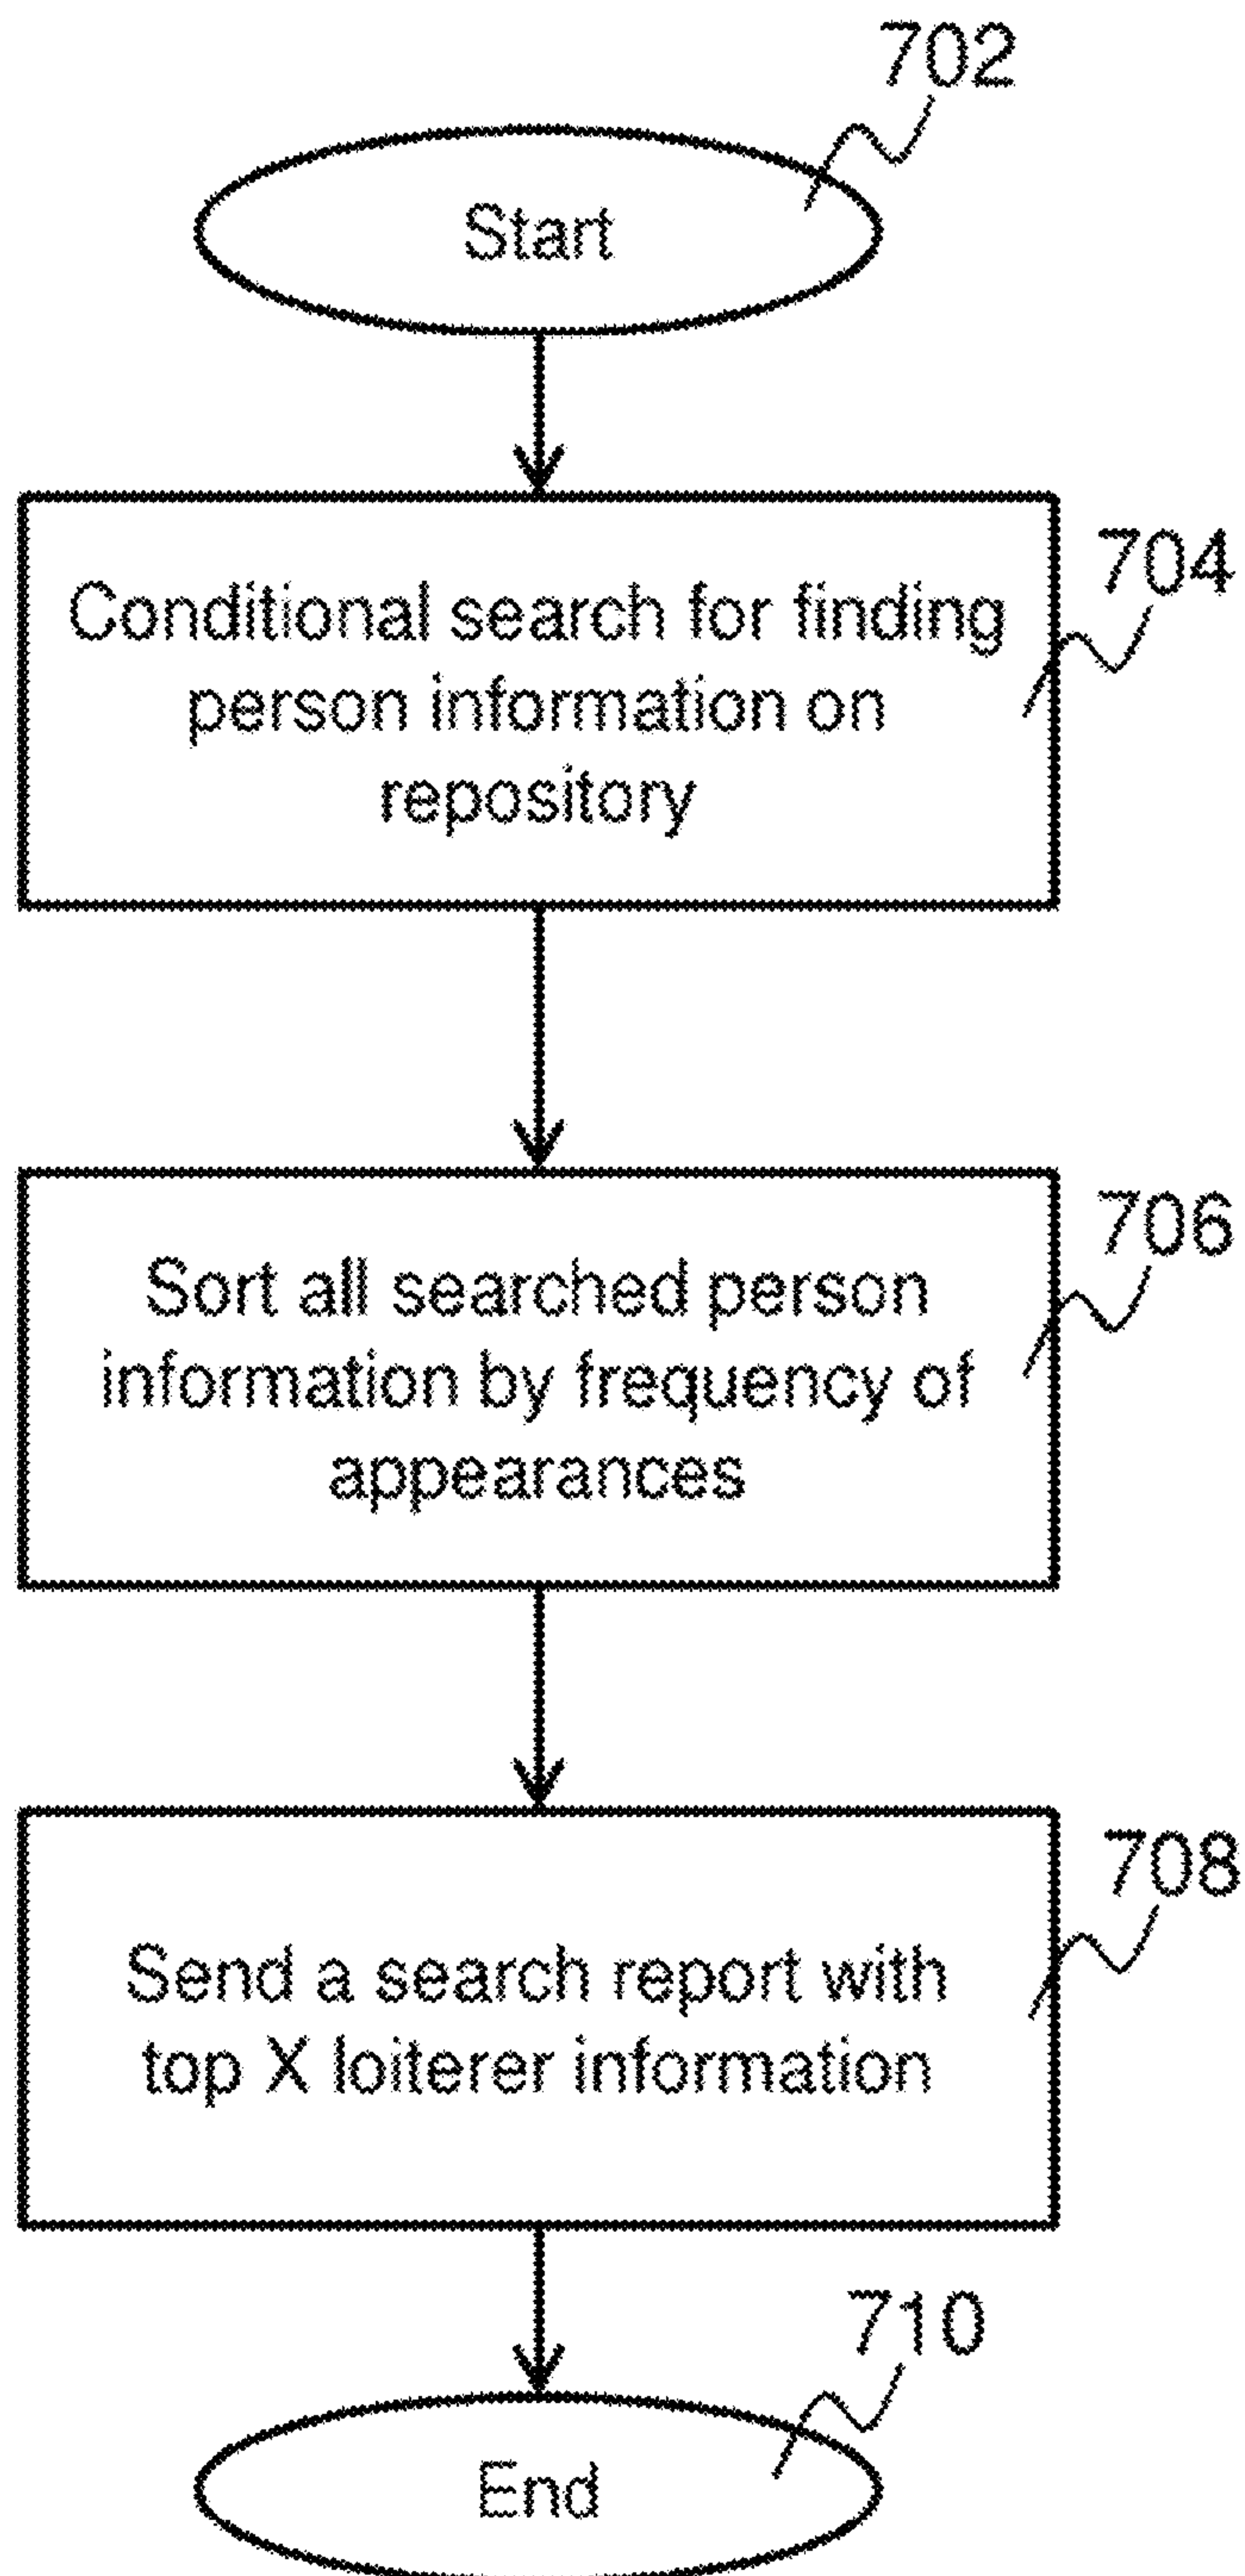 702
Start
704
Conditional search for finding
person information on
repository
706
Sort all searched person
information by frequency of
appearances
708
Send a search report with
top X loiterer information
710
End